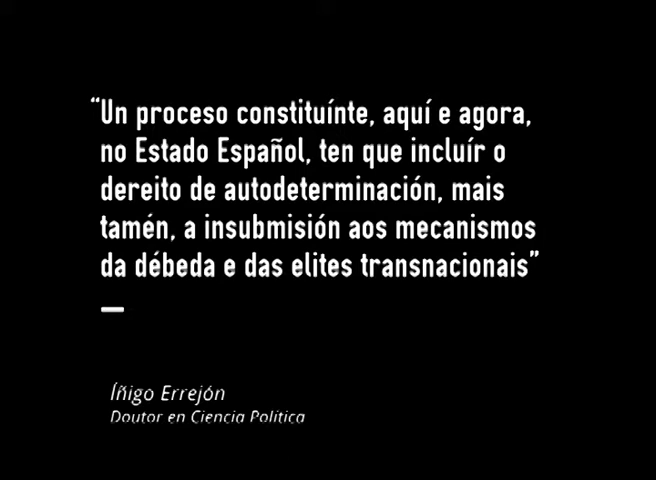 “Un proceso constituínte, aquí e agora,
no Estado Español, ten que incluír o
dereito de autodeterminación, mais
tamén, a insubmisión aos mecanismos
da débeda e das elites transnacionais”
Íñigo Errejón
Doutor en Ciencia Política